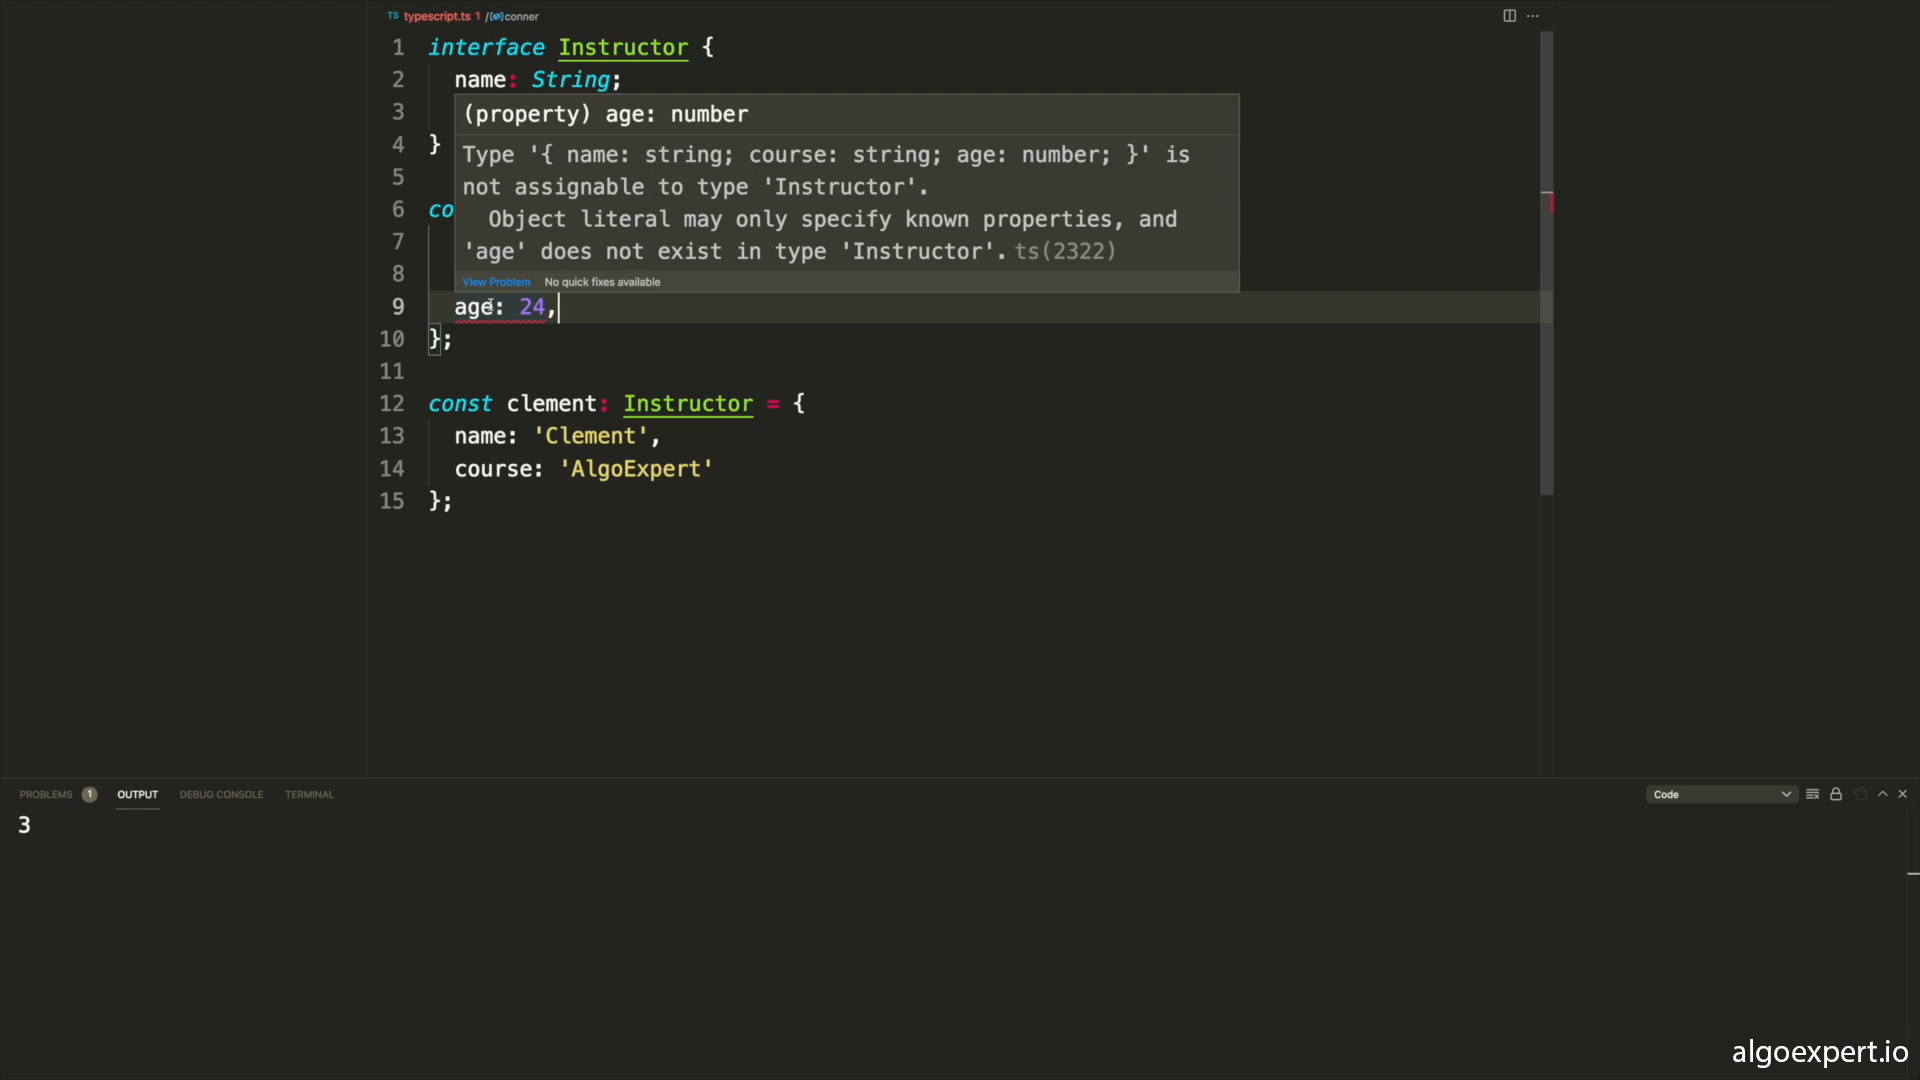 TS typescript.ts 1 / conner
1 interface Instructor {
2 name: String;
3
4 }
5
6 co
7
8
9 age: 24,
10 };
11
12 const clement: Instructor = {
13 name: 'Clement',
14 course: 'AlgoExpert'
15 };
(property) age: number
Type '{ name: string; course: string; age: number; }' is
not assignable to type 'Instructor'.
Object literal may only specify known properties, and
'age' does not exist in type 'Instructor'. ts(2322)
View Problem No quick fixes available
PROBLEMS 1 OUTPUT DEBUG CONSOLE TERMINAL Code
3
algoexpert.io